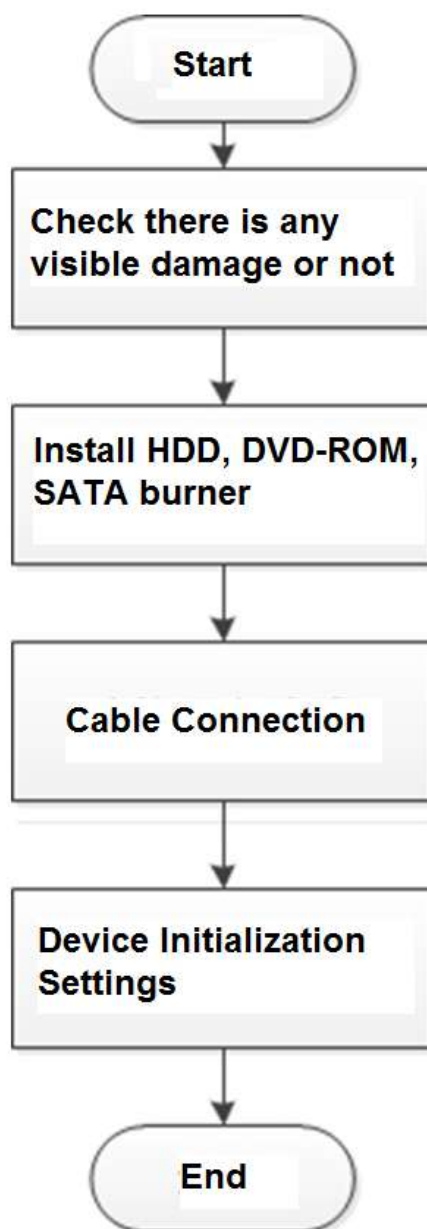 Start
Check there is any
visible damage or not
Install HDD, DVD-ROM,
SATA burner
Cable Connection
Device Initialization
Settings
End